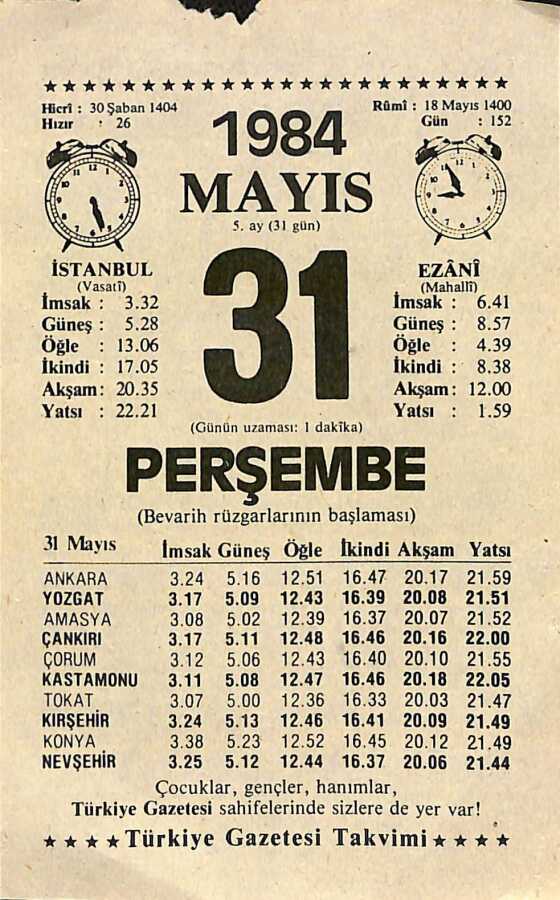 ★★★★★★★★★★★★★★★★★★★★★★★★
Hicrî : 30 Şaban 1404
Hızır : 26
Rûmî : 18 Mayıs 1400
Gün : 152
1984
MAYIS
5. ay (31 gün)
31
(Günün uzaması: 1 dakîka)
İSTANBUL
(Vasatî)
İmsak : 3.32
Güneş : 5.28
Öğle : 13.06
İkindi : 17.05
Akşam: 20.35
Yatsı : 22.21
EZÂNÎ
(Mahallî)
İmsak : 6.41
Güneş : 8.57
Öğle : 4.39
İkindi : 8.38
Akşam : 12.00
Yatsı : 1.59
PERŞEMBE
(Bevarih rüzgarlarının başlaması)
31 Mayıs İmsak Güneş Öğle İkindi Akşam Yatsı
ANKARA 3.24 5.16 12.51 16.47 20.17 21.59
YOZGAT 3.17 5.09 12.43 16.39 20.08 21.51
AMASYA 3.08 5.02 12.39 16.37 20.07 21.52
ÇANKIRI 3.17 5.11 12.48 16.46 20.16 22.00
ÇORUM 3.12 5.06 12.43 16.40 20.10 21.55
KASTAMONU 3.11 5.08 12.47 16.46 20.18 22.05
TOKAT 3.07 5.00 12.36 16.33 20.03 21.47
KIRŞEHİR 3.24 5.13 12.46 16.41 20.09 21.49
KONYA 3.38 5.23 12.52 16.45 20.12 21.49
NEVŞEHİR 3.25 5.12 12.44 16.37 20.06 21.44
Çocuklar, gençler, hanımlar,
Türkiye Gazetesi sahifelerinde sizlere de yer var!
★★★★Türkiye Gazetesi Takvimi★★★★